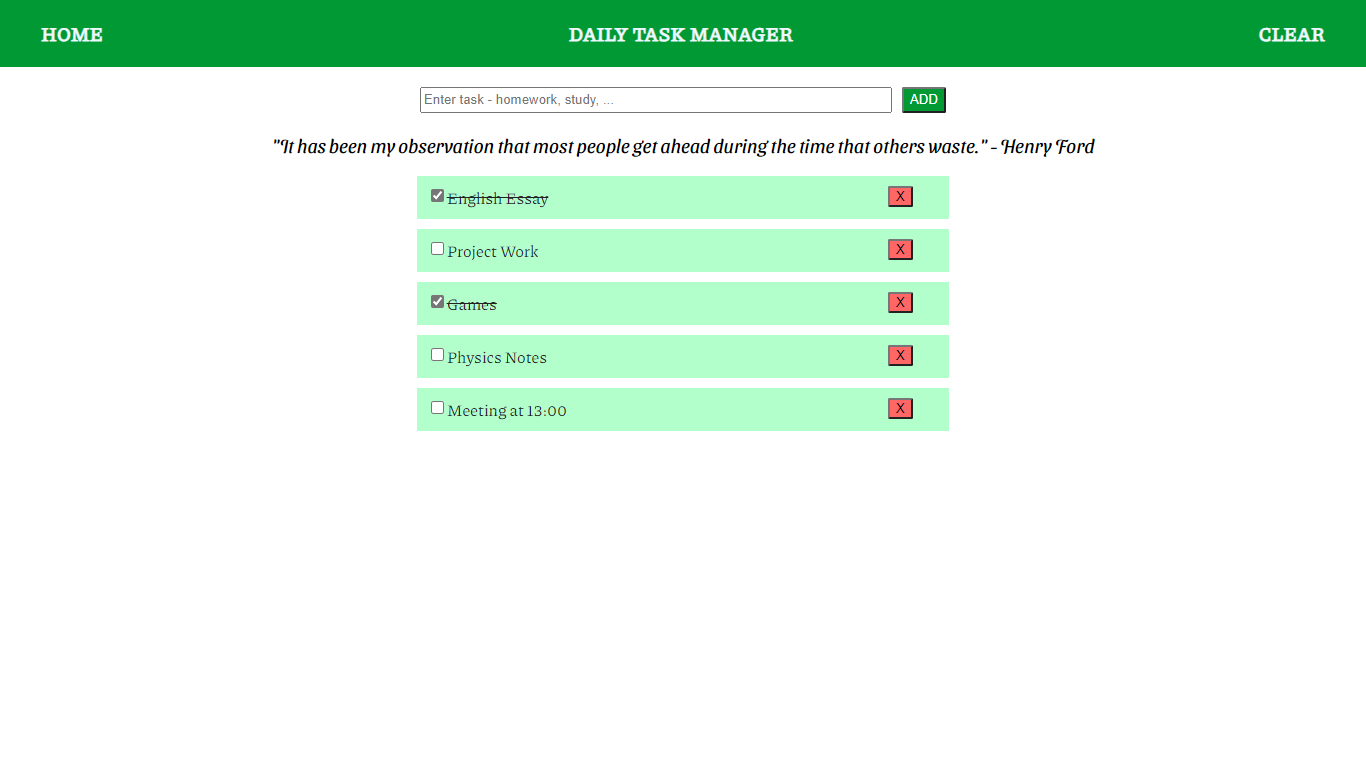 HOME DAILY TASK MANAGER CLEAR
Enter task - homework, study, ... ADD
"It has been my observation that most people get ahead during the time that others waste." - Henry Ford
English Essay X
Project Work X
Games X
Physics Notes X
Meeting at 13:00 X